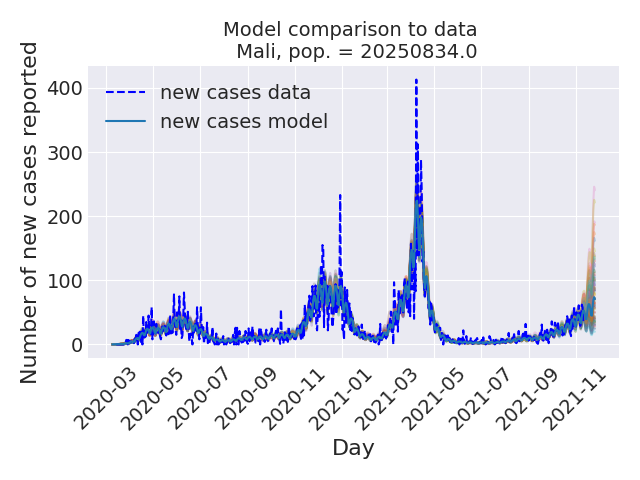 Model comparison to data
Mali, pop. = 20250834.0
Number of new cases reported
400
300
200
100
0
new cases data
new cases model
2020-03
2020-05
2020-07
2020-09
2020-11
2021-01
2021-03
2021-05
2021-07
2021-09
2021-11
Day